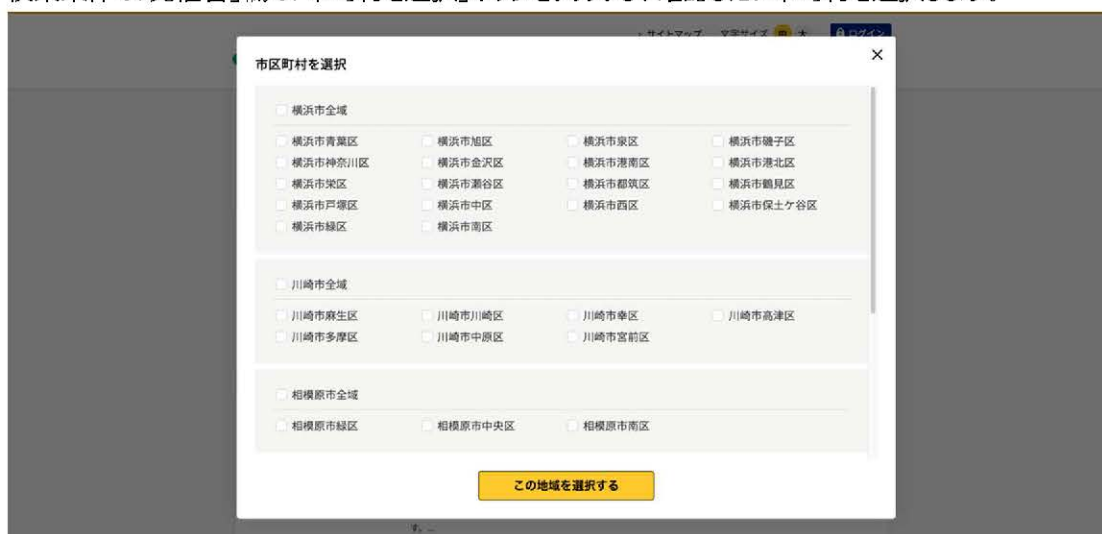 サイトマップ 文字サイズ 中 大 ログイン
市区町村を選択
横浜市全域
横浜市青葉区 横浜市旭区 横浜市泉区 横浜市磯子区
横浜市神奈川区 横浜市金沢区 横浜市港南区 横浜市港北区
横浜市栄区 横浜市瀬谷区 横浜市都筑区 横浜市鶴見区
横浜市戸塚区 横浜市中区 横浜市西区 横浜市保土ケ谷区
横浜市緑区 横浜市南区
川崎市全域
川崎市麻生区 川崎市川崎区 川崎市幸区 川崎市高津区
川崎市多摩区 川崎市中原区 川崎市宮前区
相模原市全域
相模原市緑区 相模原市中央区 相模原市南区
この地域を選択する
す。...